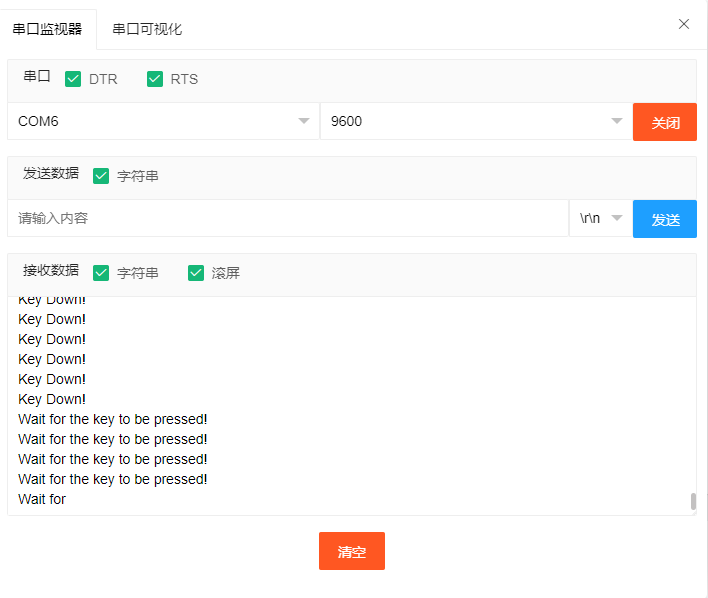 串口监视器 串口可视化
串口 DTR RTS
COM6 9600 关闭
发送数据 字符串
请输入内容 \r\n 发送
接收数据 字符串 滚屏
Key Down!
Key Down!
Key Down!
Key Down!
Key Down!
Key Down!
Wait for the key to be pressed!
Wait for the key to be pressed!
Wait for the key to be pressed!
Wait for the key to be pressed!
Wait for
清空